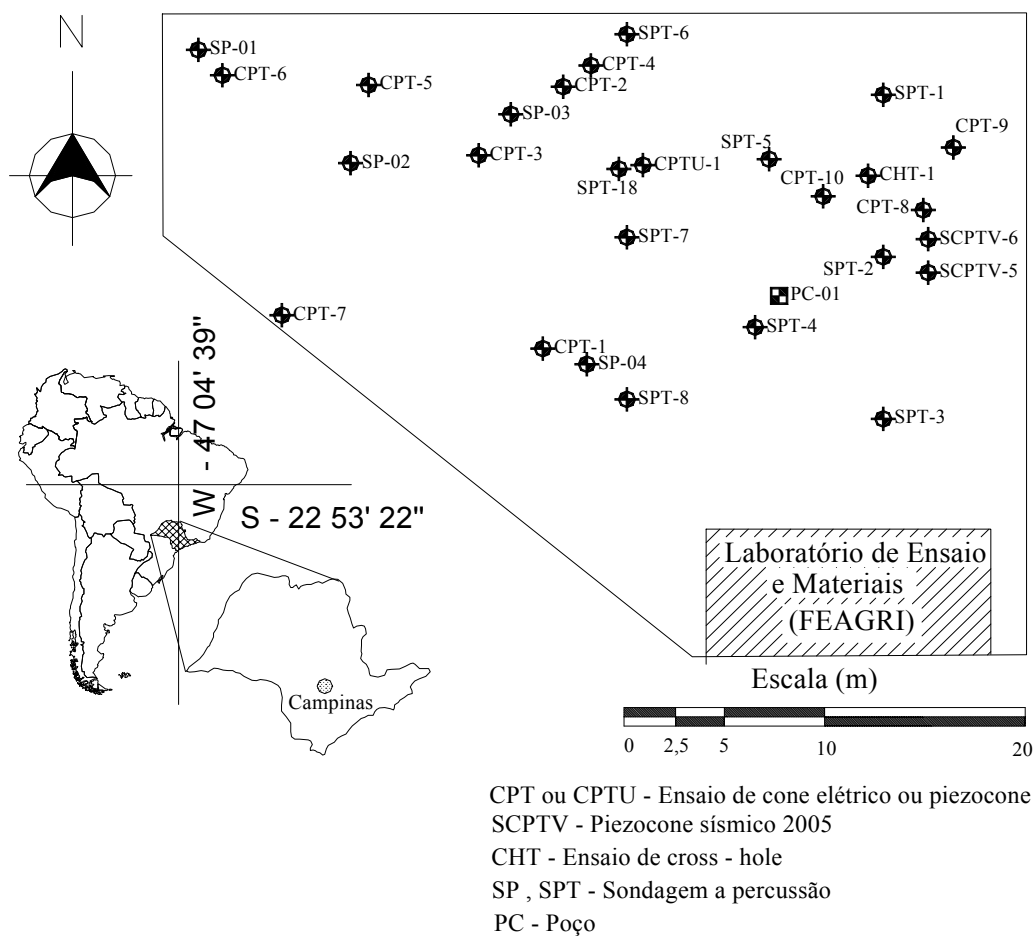 N
SP-01
CPT-6
CPT-5
SPT-6
CPT-4
CPT-2
SP-03
SPT-1
CPT-9
SP-02
CPT-3
CPTU-1
SPT-18
SPT-5
CHT-1
CPT-10
CPT-8
SPT-7
SCPTV-6
SPT-2
SCPTV-5
PC-01
CPT-7
SPT-4
CPT-1
SP-04
SPT-8
SPT-3
W - 47 04' 39"
S - 22 53' 22"
Campinas
Laboratório de Ensaio
e Materiais
(FEAGRI)
Escala (m)
0 2,5 5 10 20
CPT ou CPTU - Ensaio de cone elétrico ou piezocone
SCPTV - Piezocone sísmico 2005
CHT - Ensaio de cross - hole
SP , SPT - Sondagem a percussão
PC - Poço